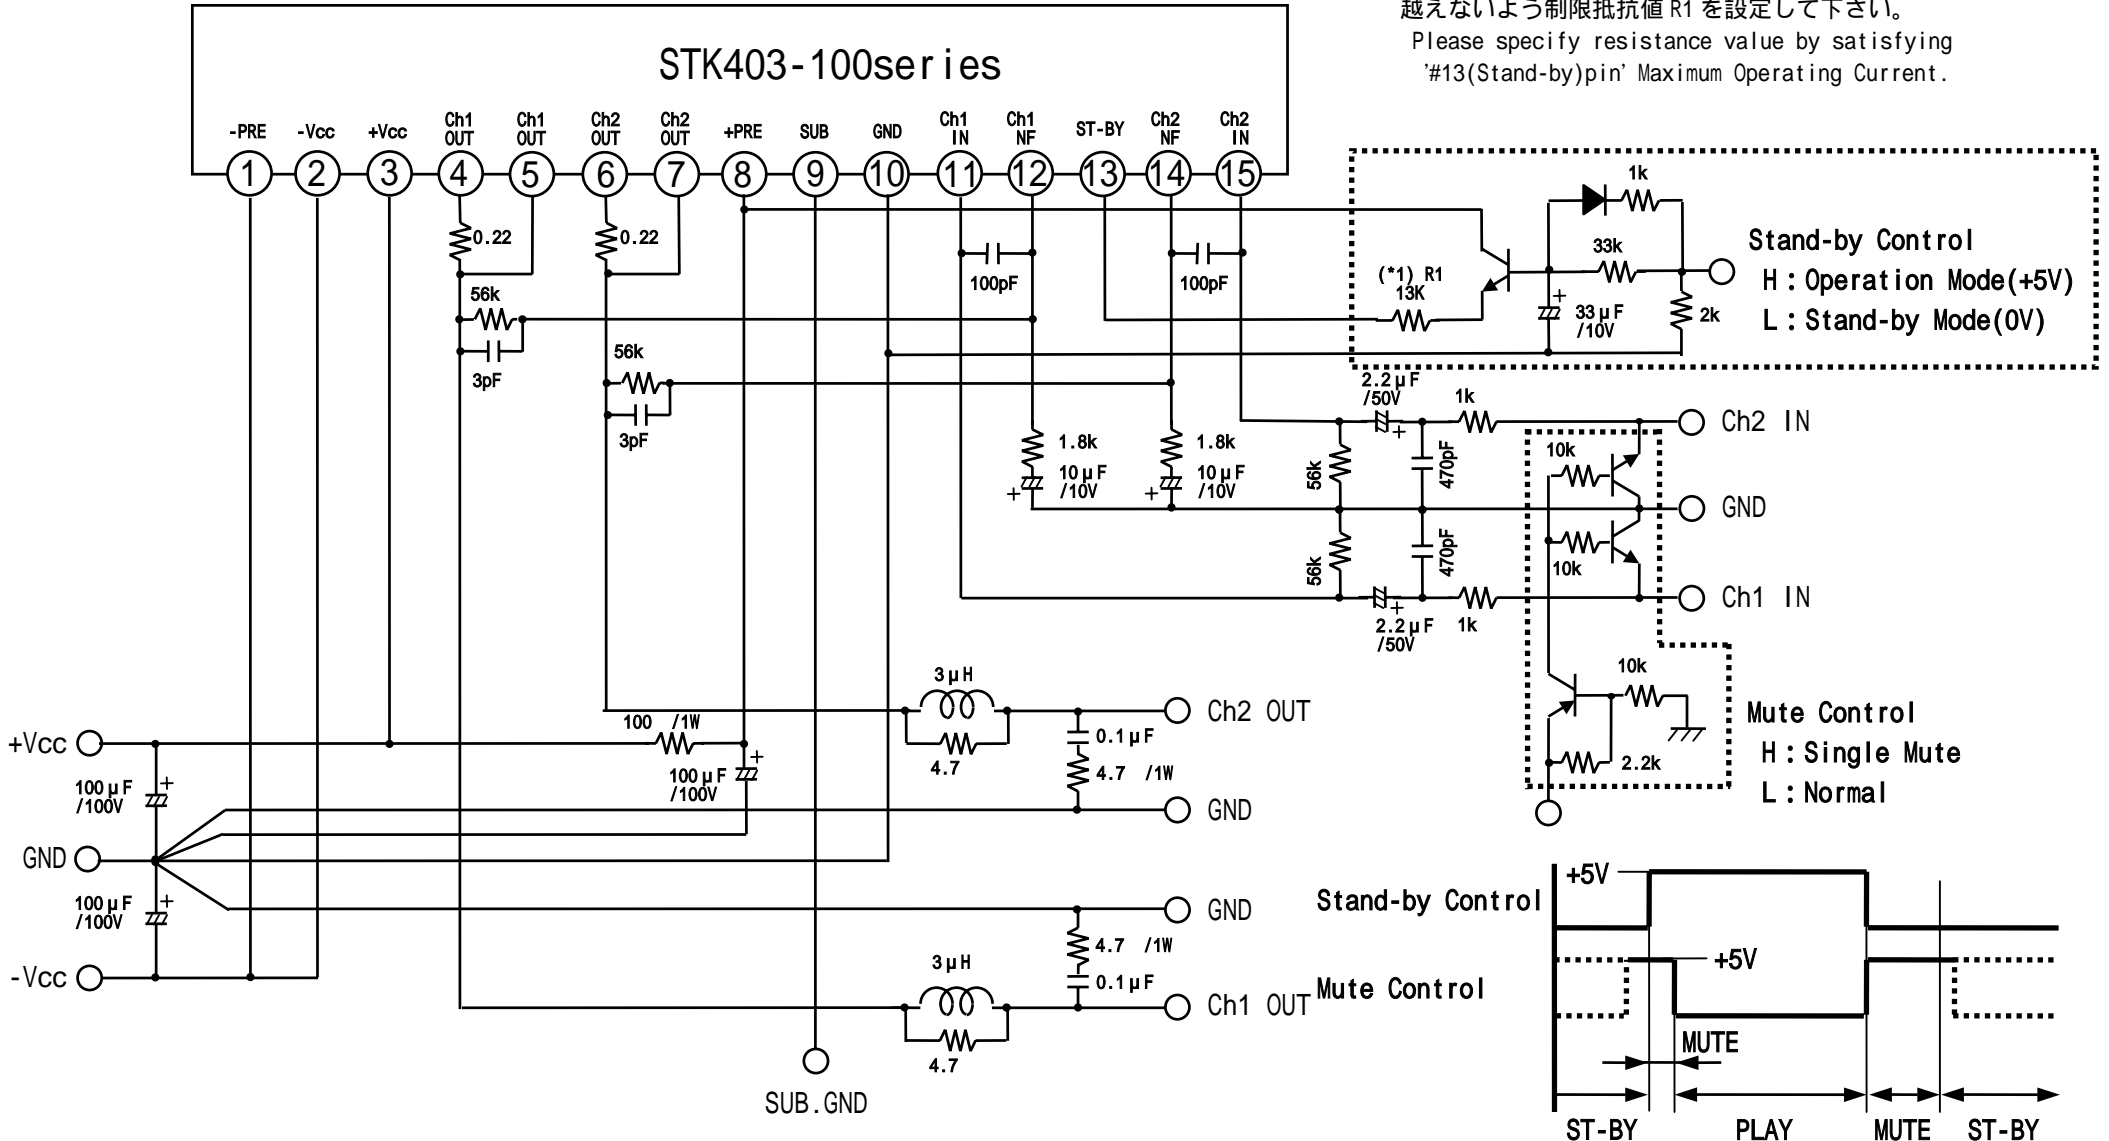 越えないよう制限抵抗値 R1 を設定して下さい。
Please specify resistance value by satisfying
'#13(Stand-by)pin' Maximum Operating Current.
STK403-100series
-PRE
-Vcc
+Vcc
Ch1
OUT
Ch1
OUT
Ch2
OUT
Ch2
OUT
+PRE
SUB
GND
Ch1
IN
Ch1
NF
ST-BY
Ch2
NF
Ch2
IN
1
2
3
4
5
6
7
8
9
10
11
12
13
14
15
0.22
0.22
100pF
100pF
56k
3pF
56k
3pF
(*1) R1
13K
1k
33k
+
33μF
/10V
2k
Stand-by Control
H：Operation Mode(+5V)
L：Stand-by Mode(0V)
1.8k
+
10μF
/10V
1.8k
+
10μF
/10V
2.2μF
/50V
+
1k
Ch2 IN
56k
470pF
10k
GND
56k
470pF
10k
Ch1 IN
+
2.2μF
/50V
1k
10k
2.2k
Mute Control
H：Single Mute
L：Normal
3μH
Ch2 OUT
4.7
0.1μF
4.7 /1W
GND
100 /1W
+
100μF
/100V
+Vcc
100μF
/100V
+
GND
100μF
/100V
+
-Vcc
GND
4.7 /1W
0.1μF
3μH
Ch1 OUT
4.7
SUB.GND
Stand-by Control
+5V
Mute Control
+5V
MUTE
ST-BY
PLAY
MUTE
ST-BY